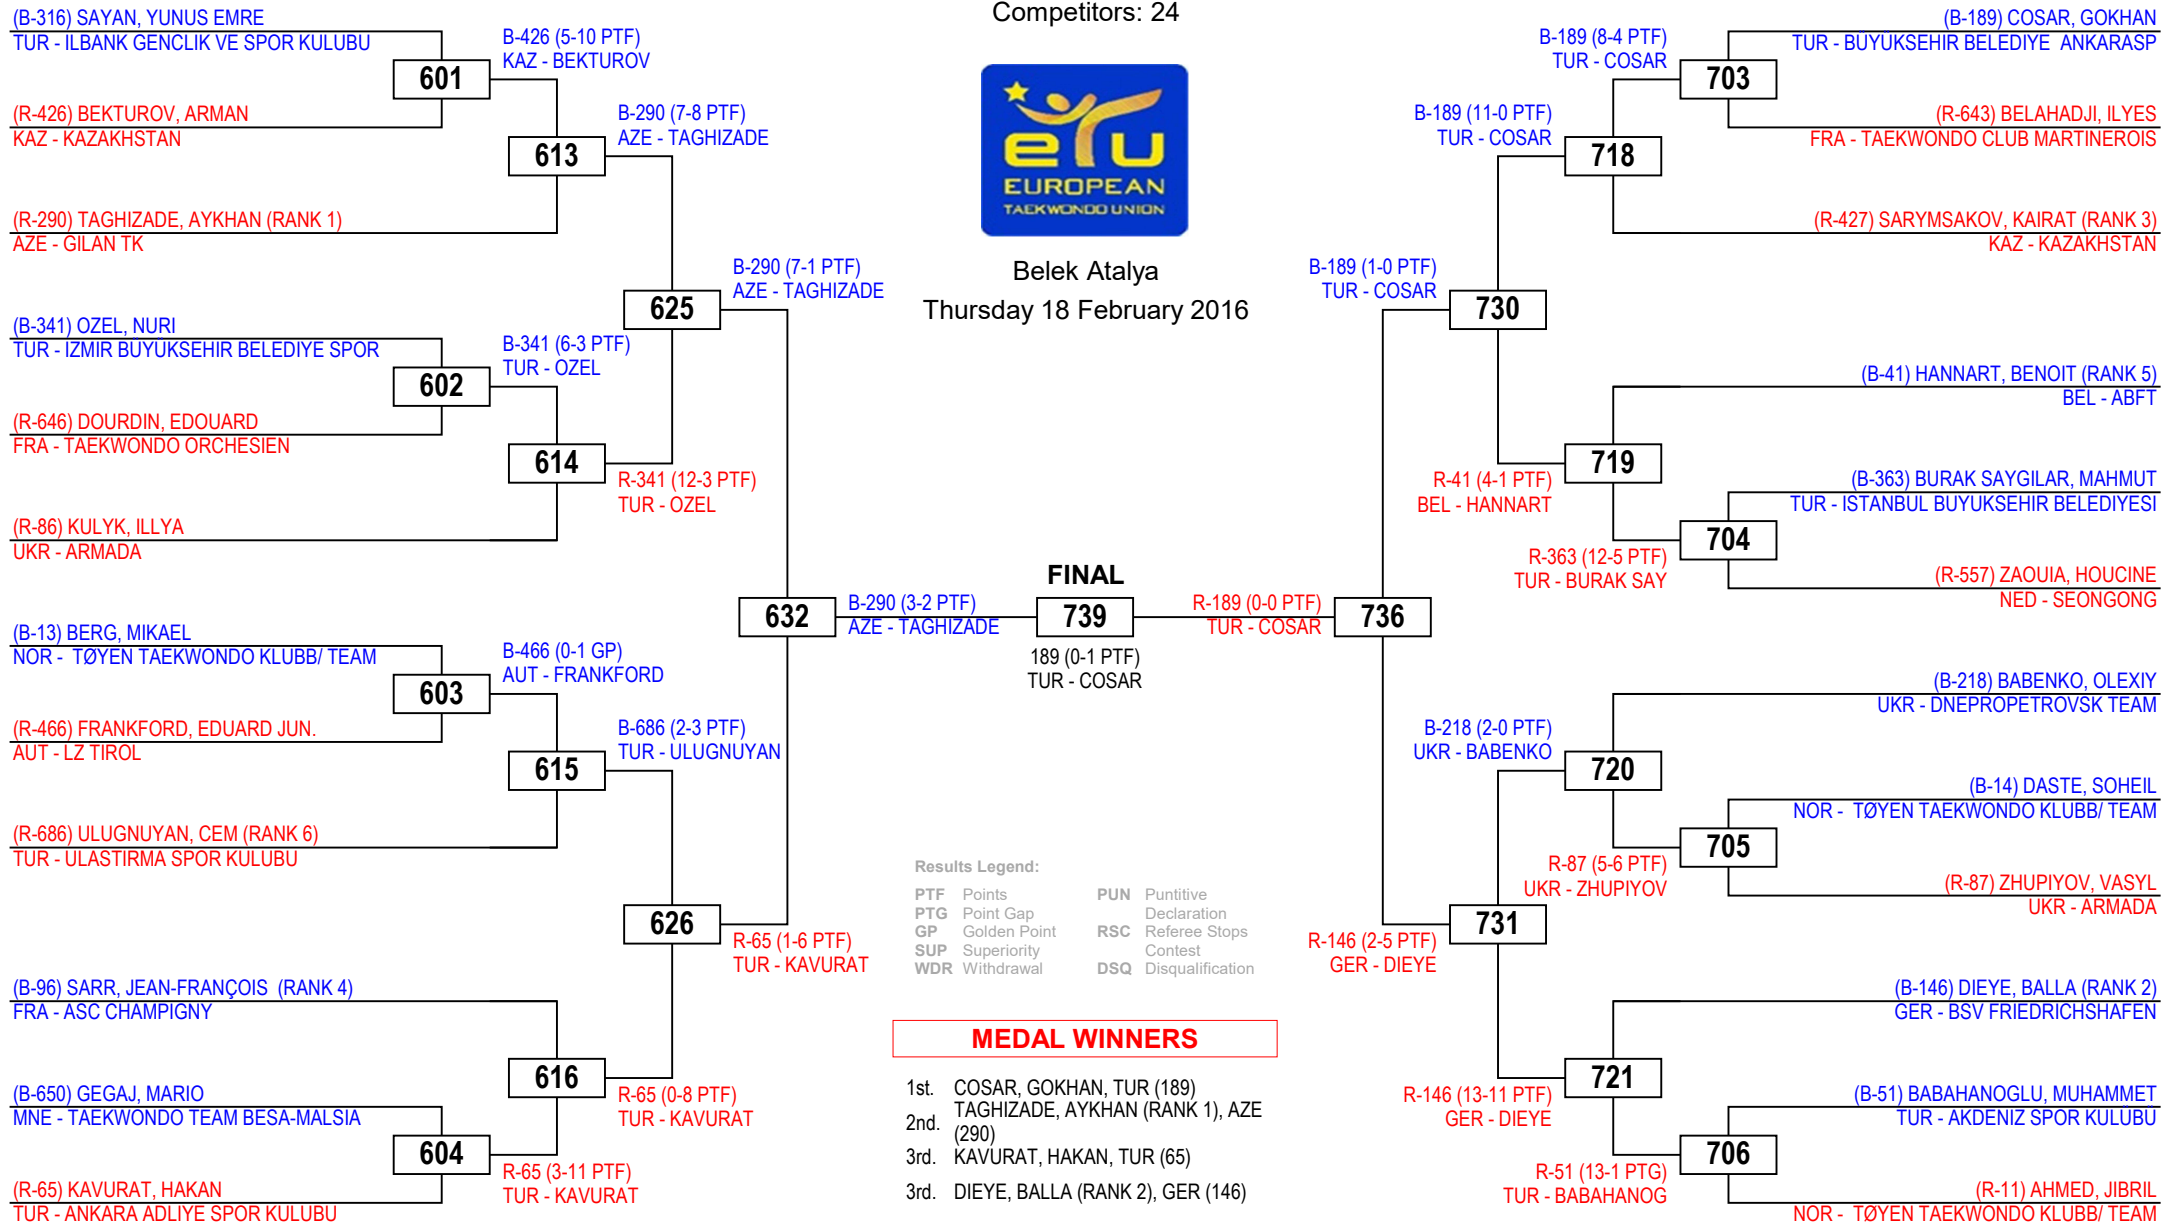 Competitors: 24
eTU
EUROPEAN
TAEKWONDO UNION
Belek Atalya
Thursday 18 February 2016
(B-316) SAYAN, YUNUS EMRE
TUR - ILBANK GENCLIK VE SPOR KULUBU
601
(R-426) BEKTUROV, ARMAN
KAZ - KAZAKHSTAN
B-426 (5-10 PTF)
KAZ - BEKTUROV
613
(R-290) TAGHIZADE, AYKHAN (RANK 1)
AZE - GILAN TK
B-290 (7-8 PTF)
AZE - TAGHIZADE
625
B-290 (7-1 PTF)
AZE - TAGHIZADE
(B-341) OZEL, NURI
TUR - IZMIR BÜYÜKSEHIR BELEDIYE SPOR
602
(R-646) DOURDIN, EDOUARD
FRA - TAEKWONDO ORCHESIEN
B-341 (6-3 PTF)
TUR - OZEL
614
R-341 (12-3 PTF)
TUR - OZEL
(R-86) KULYK, ILLYA
UKR - ARMADA
632
B-290 (3-2 PTF)
AZE - TAGHIZADE
(B-13) BERG, MIKAEL
NOR -  TØYEN TAEKWONDO KLUBB/ TEAM
603
(R-466) FRANKFORD, EDUARD JUN.
AUT - LZ TIROL
B-466 (0-1 GP)
AUT - FRANKFORD
615
B-686 (2-3 PTF)
TUR - ULUGNUYAN
(R-686) ULUGNUYAN, CEM (RANK 6)
TUR - ULASTIRMA SPOR KULUBU
626
R-65 (1-6 PTF)
TUR - KAVURAT
(B-96) SARR, JEAN-FRANÇOIS  (RANK 4)
FRA - ASC CHAMPIGNY
616
R-65 (0-8 PTF)
TUR - KAVURAT
(B-650) GEGAJ, MARIO
MNE - TAEKWONDO TEAM BESA-MALSIA
604
R-65 (3-11 PTF)
TUR - KAVURAT
(R-65) KAVURAT, HAKAN
TUR - ANKARA ADLIYE SPOR KULUBU
FINAL
739
189 (0-1 PTF)
TUR - COSAR
R-189 (0-0 PTF)
TUR - COSAR
736
(B-189) COSAR, GOKHAN
TUR - BÜYÜKSEHIR BELEDIYE  ANKARASP
B-189 (8-4 PTF)
TUR - COSAR
703
(R-643) BELAHADJI, ILYES
FRA - TAEKWONDO CLUB MARTINEROIS
B-189 (11-0 PTF)
TUR - COSAR
718
(R-427) SARYMSAKOV, KAIRAT (RANK 3)
KAZ - KAZAKHSTAN
B-189 (1-0 PTF)
TUR - COSAR
730
(B-41) HANNART, BENOIT (RANK 5)
BEL - ABFT
719
R-41 (4-1 PTF)
BEL - HANNART
(B-363) BURAK SAYGILAR, MAHMUT
TUR - ISTANBUL BUYUKSEHIR BELEDIYESI
704
R-363 (12-5 PTF)
TUR - BURAK SAY
(R-557) ZAOUIA, HOUCINE
NED - SEONGONG
(B-218) BABENKO, OLEXIY
UKR - DNEPROPETROVSK TEAM
B-218 (2-0 PTF)
UKR - BABENKO
720
(B-14) DASTE, SOHEIL
NOR -  TØYEN TAEKWONDO KLUBB/ TEAM
705
R-87 (5-6 PTF)
UKR - ZHUPIYOV
(R-87) ZHUPIYOV, VASYL
UKR - ARMADA
731
R-146 (2-5 PTF)
GER - DIEYE
(B-146) DIEYE, BALLA (RANK 2)
GER - BSV FRIEDRICHSHAFEN
721
R-146 (13-11 PTF)
GER - DIEYE
(B-51) BABAHANOGLU, MUHAMMET
TUR - AKDENIZ SPOR KULUBU
706
R-51 (13-1 PTG)
TUR - BABAHANOG
(R-11) AHMED, JIBRIL
NOR -  TØYEN TAEKWONDO KLUBB/ TEAM
Results Legend:
PTF Points
PTG Point Gap
GP Golden Point
SUP Superiority
WDR Withdrawal
PUN Puntitive
Declaration
RSC Referee Stops
Contest
DSQ Disqualification
MEDAL WINNERS
1st. COSAR, GOKHAN, TUR (189)
2nd. TAGHIZADE, AYKHAN (RANK 1), AZE
(290)
3rd. KAVURAT, HAKAN, TUR (65)
3rd. DIEYE, BALLA (RANK 2), GER (146)